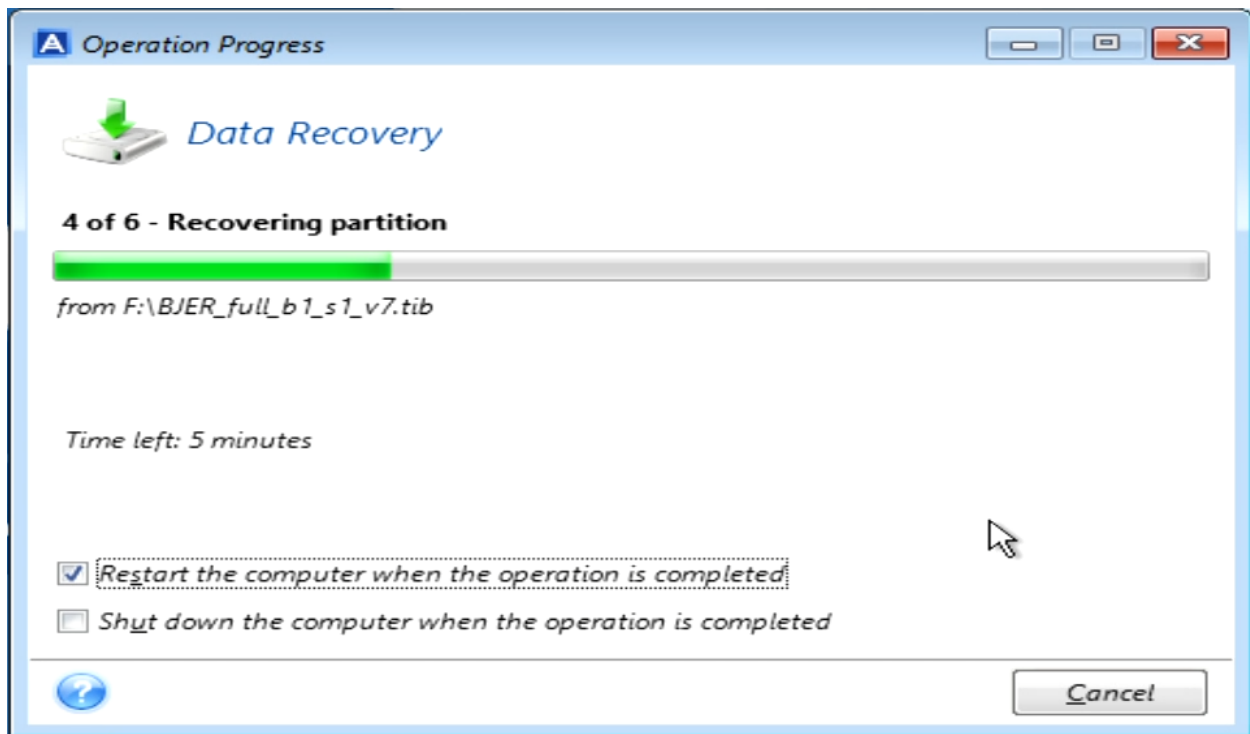 A Operation Progress
Data Recovery
4 of 6 - Recovering partition
from F:\BJER_full_b1_s1_v7.tib
Time left: 5 minutes
Restart the computer when the operation is completed
Shut down the computer when the operation is completed
?
Cancel